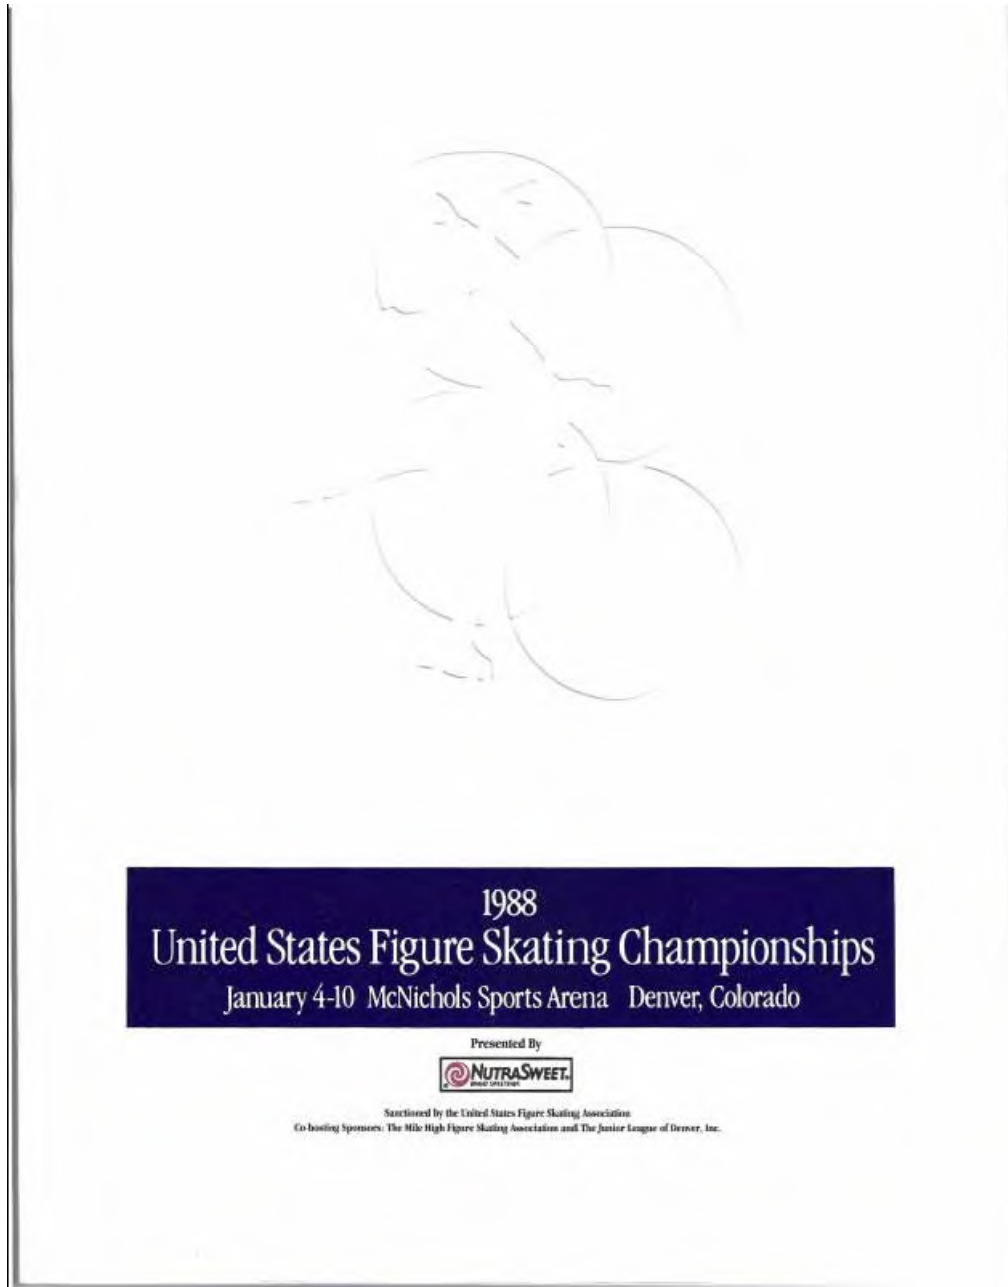 1988
United States Figure Skating Championships
January 4-10 McNichols Sports Arena Denver, Colorado
Presented By
NUTRASWEET.
BRAND SWEETENER
Sanctioned by the United States Figure Skating Association
Co-hosting Sponsors: The Mile High Figure Skating Association and The Junior League of Denver, Inc.